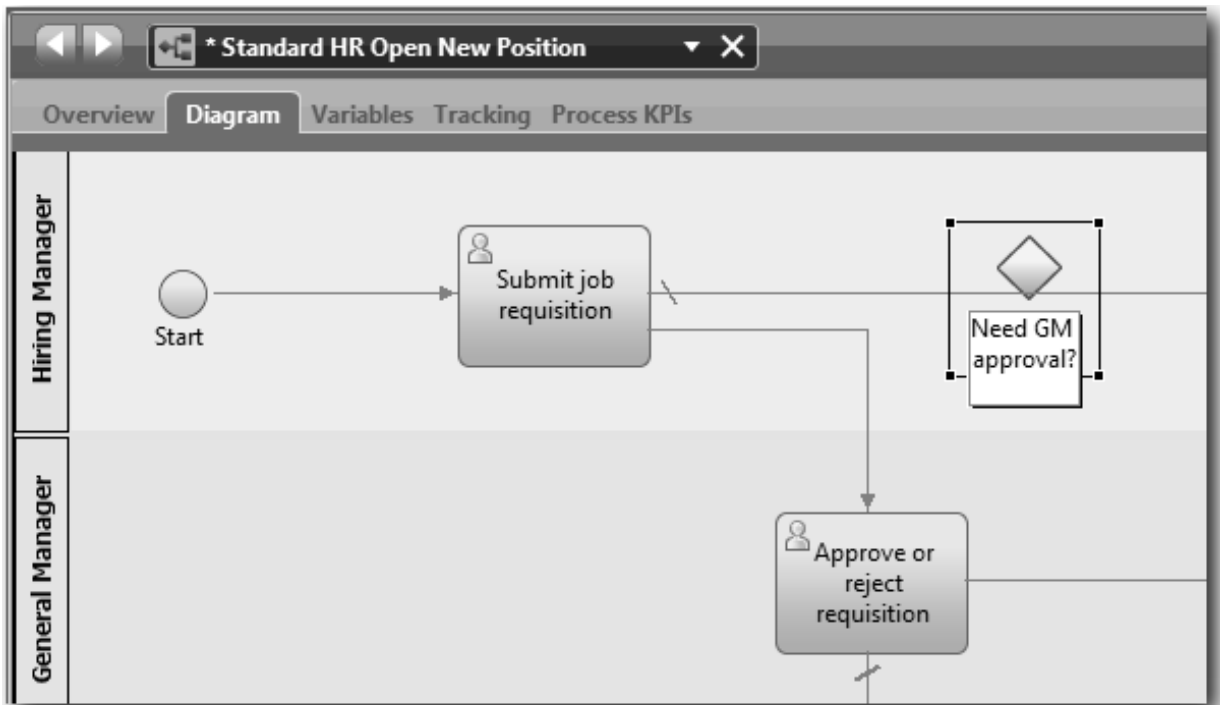 * Standard HR Open New Position
Overview Diagram Variables Tracking Process KPIs
Hiring Manager
Start
Submit job
requisition
Need GM
approval?
General Manager
Approve or
reject
requisition